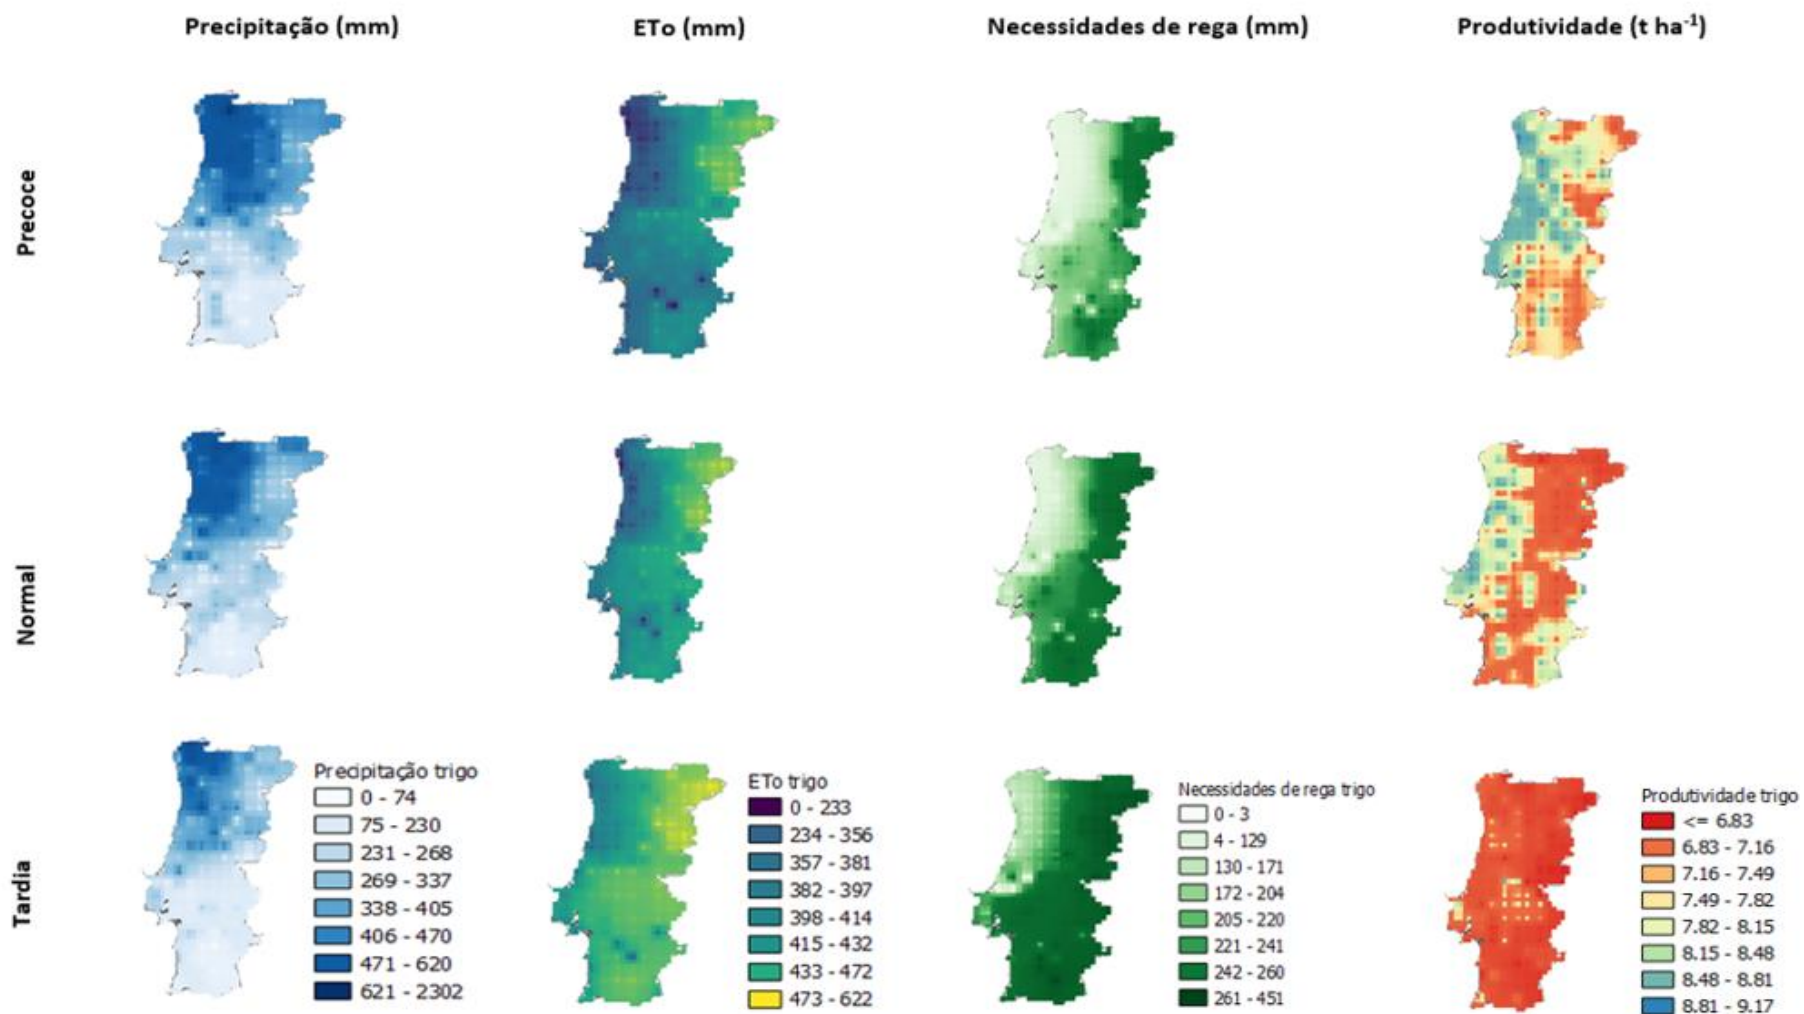 Precipitação (mm)
ETo (mm)
Necessidades de rega (mm)
Produtividade (t ha⁻¹)
Precoce
Normal
Tardia
Precipitação trigo
0 - 74
75 - 230
231 - 268
269 - 337
338 - 405
406 - 470
471 - 620
621 - 2302
ETo trigo
0 - 233
234 - 356
357 - 381
382 - 397
398 - 414
415 - 432
433 - 472
473 - 622
Necessidades de rega trigo
0 - 3
4 - 129
130 - 171
172 - 204
205 - 220
221 - 241
242 - 260
261 - 451
Produtividade trigo
<= 6.83
6.83 - 7.16
7.16 - 7.49
7.49 - 7.82
7.82 - 8.15
8.15 - 8.48
8.48 - 8.81
8.81 - 9.17